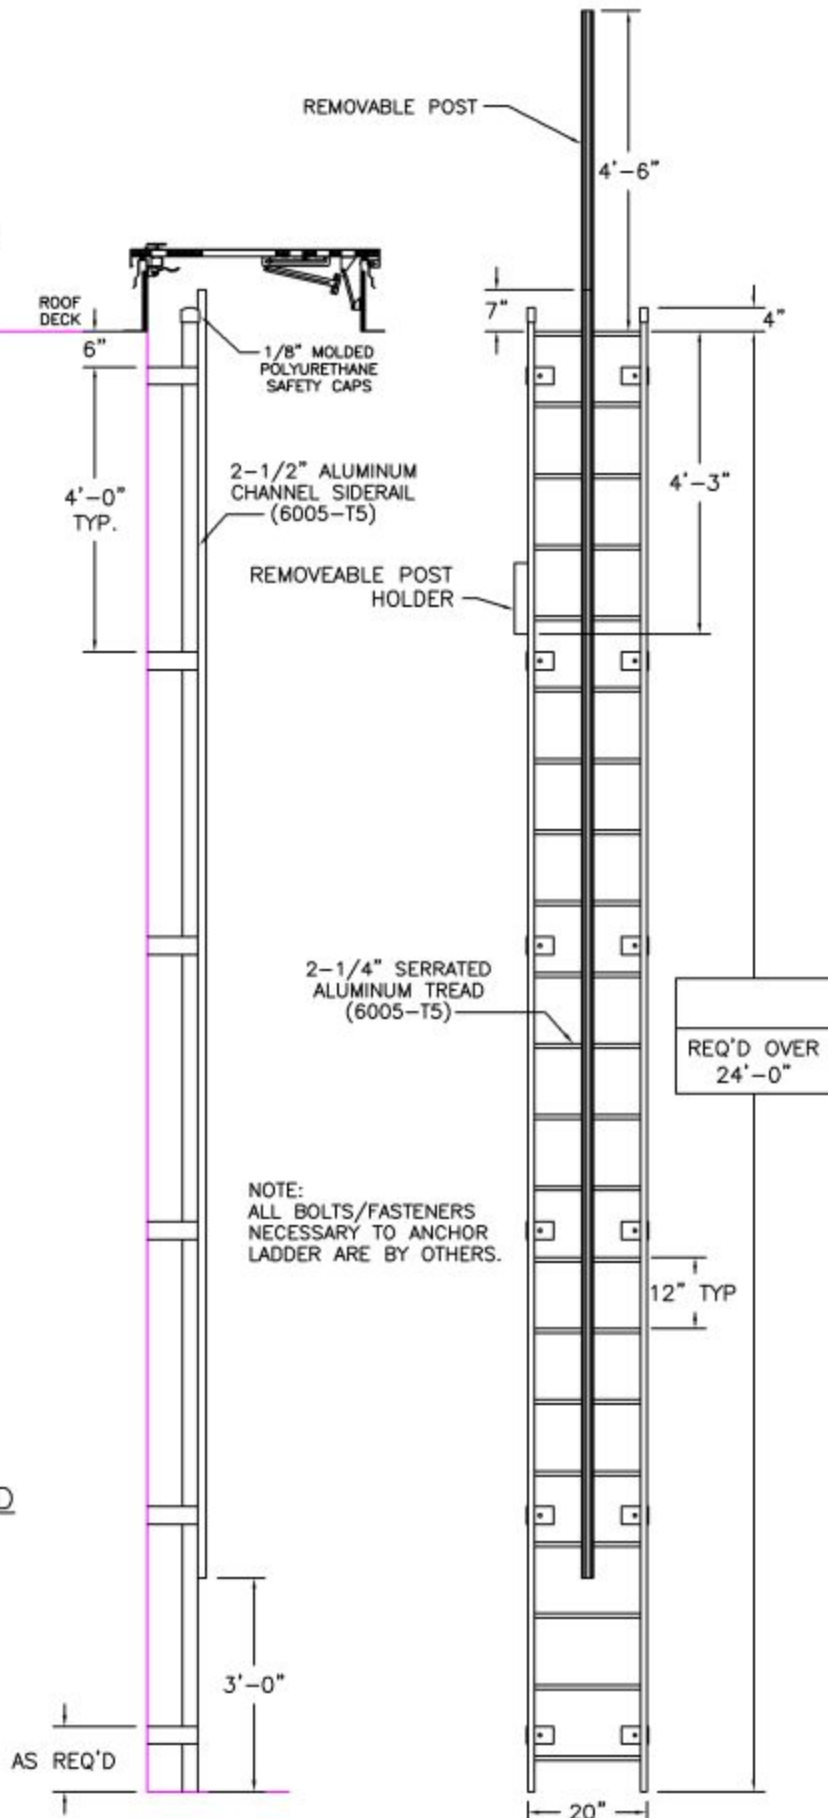 REMOVABLE POST
4'-6"
7"
4"
ROOF
DECK
6"
1/8" MOLDED
POLYURETHANE
SAFETY CAPS
4'-0"
TYP.
2-1/2" ALUMINUM
CHANNEL SIDERAIL
(6005-T5)
4'-3"
REMOVEABLE POST
HOLDER
2-1/4" SERRATED
ALUMINUM TREAD
(6005-T5)
REQ'D OVER
24'-0"
NOTE:
ALL BOLTS/FASTENERS
NECESSARY TO ANCHOR
LADDER ARE BY OTHERS.
12" TYP
3'-0"
AS REQ'D
20"